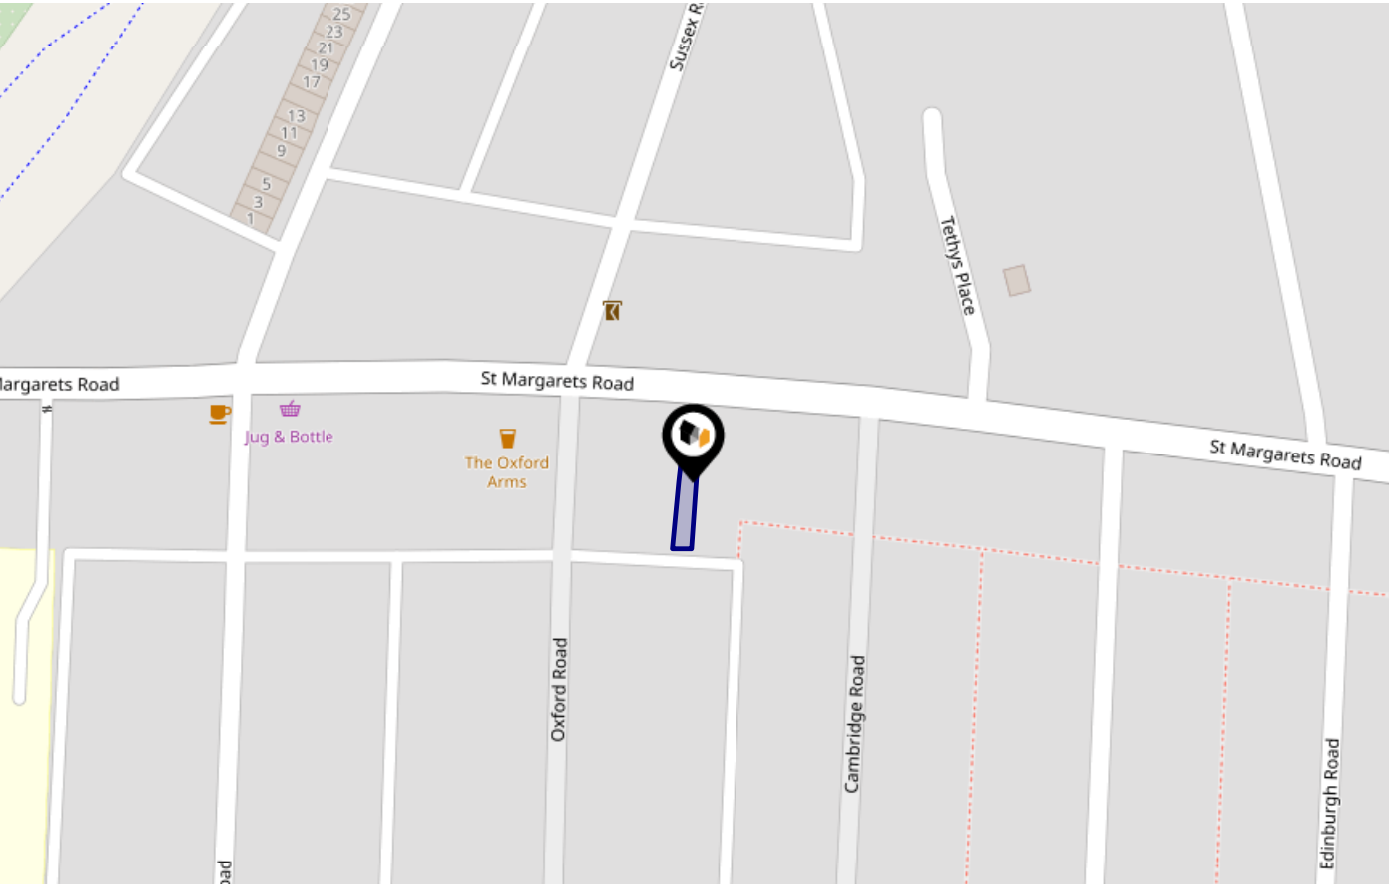 25
23
21
19
17
13
11
9
5
3
1
Sussex R
Tethys Place
Margarets Road
St Margarets Road
St Margarets Road
Jug & Bottle
The Oxford
Arms
Oxford Road
Cambridge Road
Edinburgh Road
oad